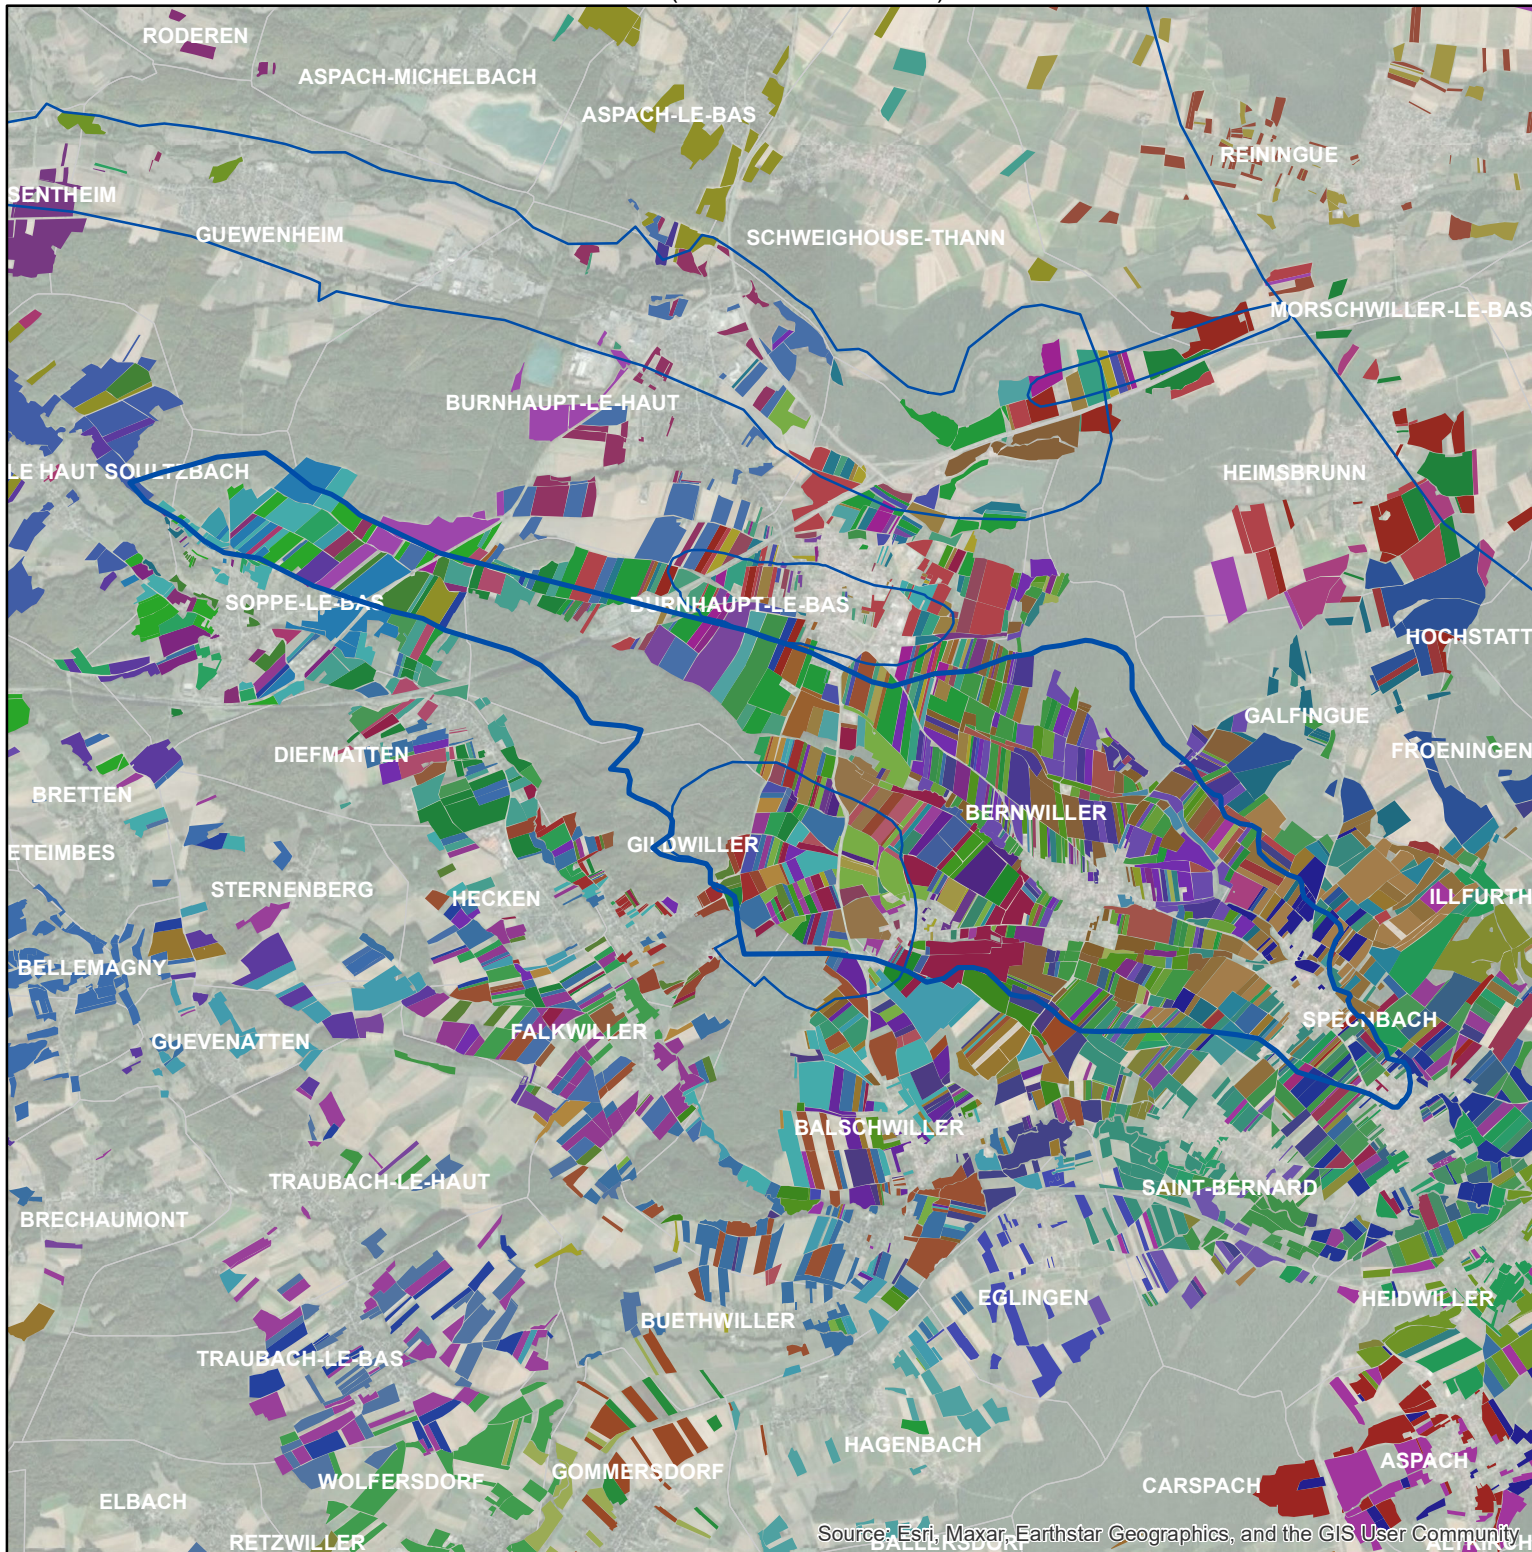 RODEREN
ASPACH-MICHELBACH
ASPACH-LE-BAS
REININGUE
SENTHEIM
GUEWENHEIM
SCHWEIGHOUSE-THANN
MORSCHWILLER-LE-BAS
BURNHAUPT-LE-HAUT
LE HAUT SOULTZBACH
HEIMSBRUNN
SOPPE-LE-BAS
BURNHAUPT-LE-BAS
HOCHSTATT
GALFINGUE
DIEFMATTEN
FROENINGEN
BRETTEN
BERNWILLER
GILDWILLER
ETEIMBES
STERNENBERG
HECKEN
ILLFURTH
BELLEMAGNY
SPECHBACH
FALKWILLER
GUEVENATTEN
BALSCHWILLER
TRAUBACH-LE-HAUT
SAINT-BERNARD
BRECHAUMONT
EGLINGEN
HEIDWILLER
BUETHWILLER
TRAUBACH-LE-BAS
HAGENBACH
ASPACH
GOMMERSDORF
WOLFERSDORF
CARSPACH
ELBACH
Source: Esri, Maxar, Earthstar Geographics, and the GIS User Community
RETZWILLER
BALLERSDORF
ALTKIRCH